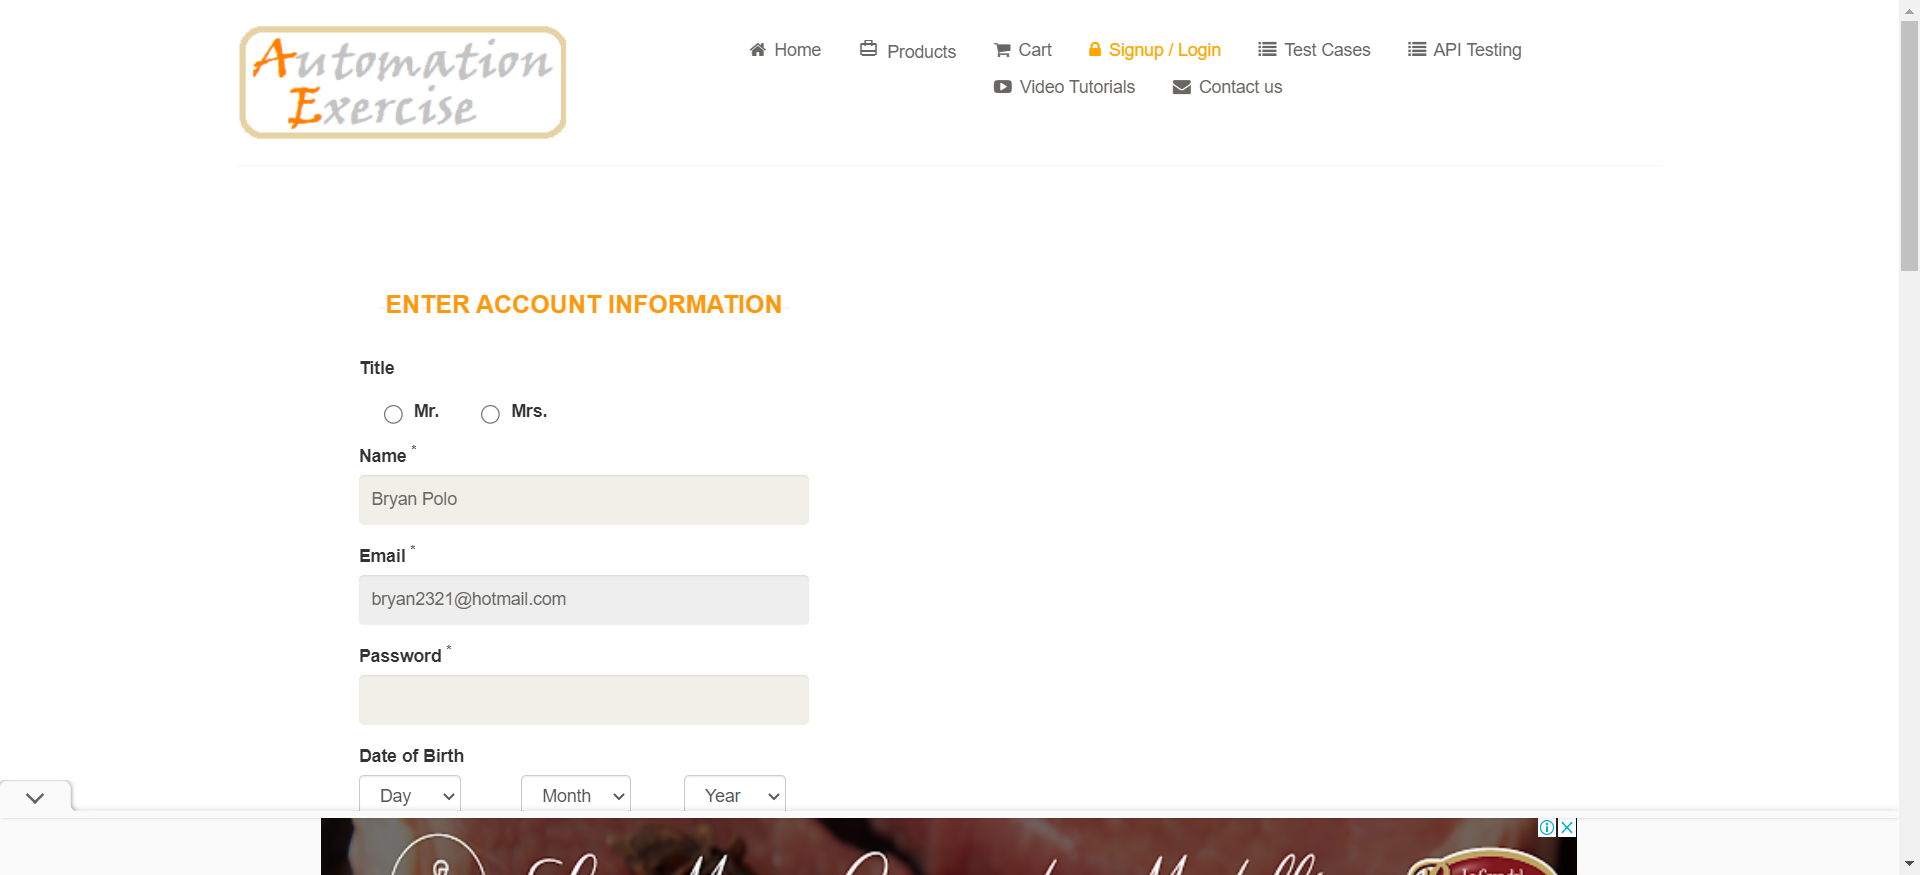 Automation
Exercise
Home
Products
Cart
Signup / Login
Test Cases
API Testing
Video Tutorials
Contact us
ENTER ACCOUNT INFORMATION
Title
Mr.
Mrs.
Name *
Bryan Polo
Email *
bryan2321@hotmail.com
Password *
Date of Birth
Day
Month
Year